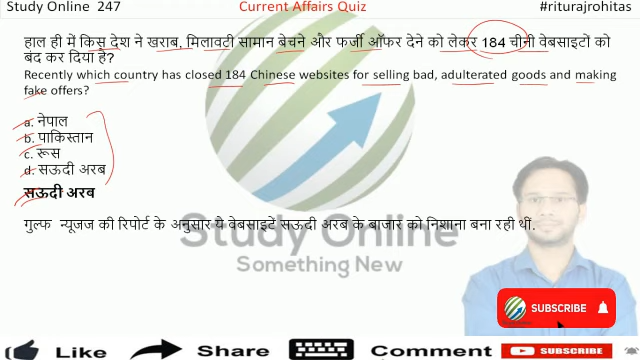 Study Online 247
Current Affairs Quiz
#riturajrohitas
हाल ही में किस देश ने खराब, मिलावटी सामान बेचने और फर्जी ऑफर देने को लेकर 184 चीनी वेबसाइटों को
बंद कर दिया है?
Recently which country has closed 184 Chinese websites for selling bad, adulterated goods and making
fake offers?
a. नेपाल
b. पाकिस्तान
c. रूस
d. सऊदी अरब
सऊदी अरब
गुल्फ न्यूजज की रिपोर्ट के अनुसार ये वेबसाइटें सऊदी अरब के बाजार को निशाना बना रही थीं.
Study Online
Something New
SUBSCRIBE
Like
Share
Comment
SUBSCRIBE